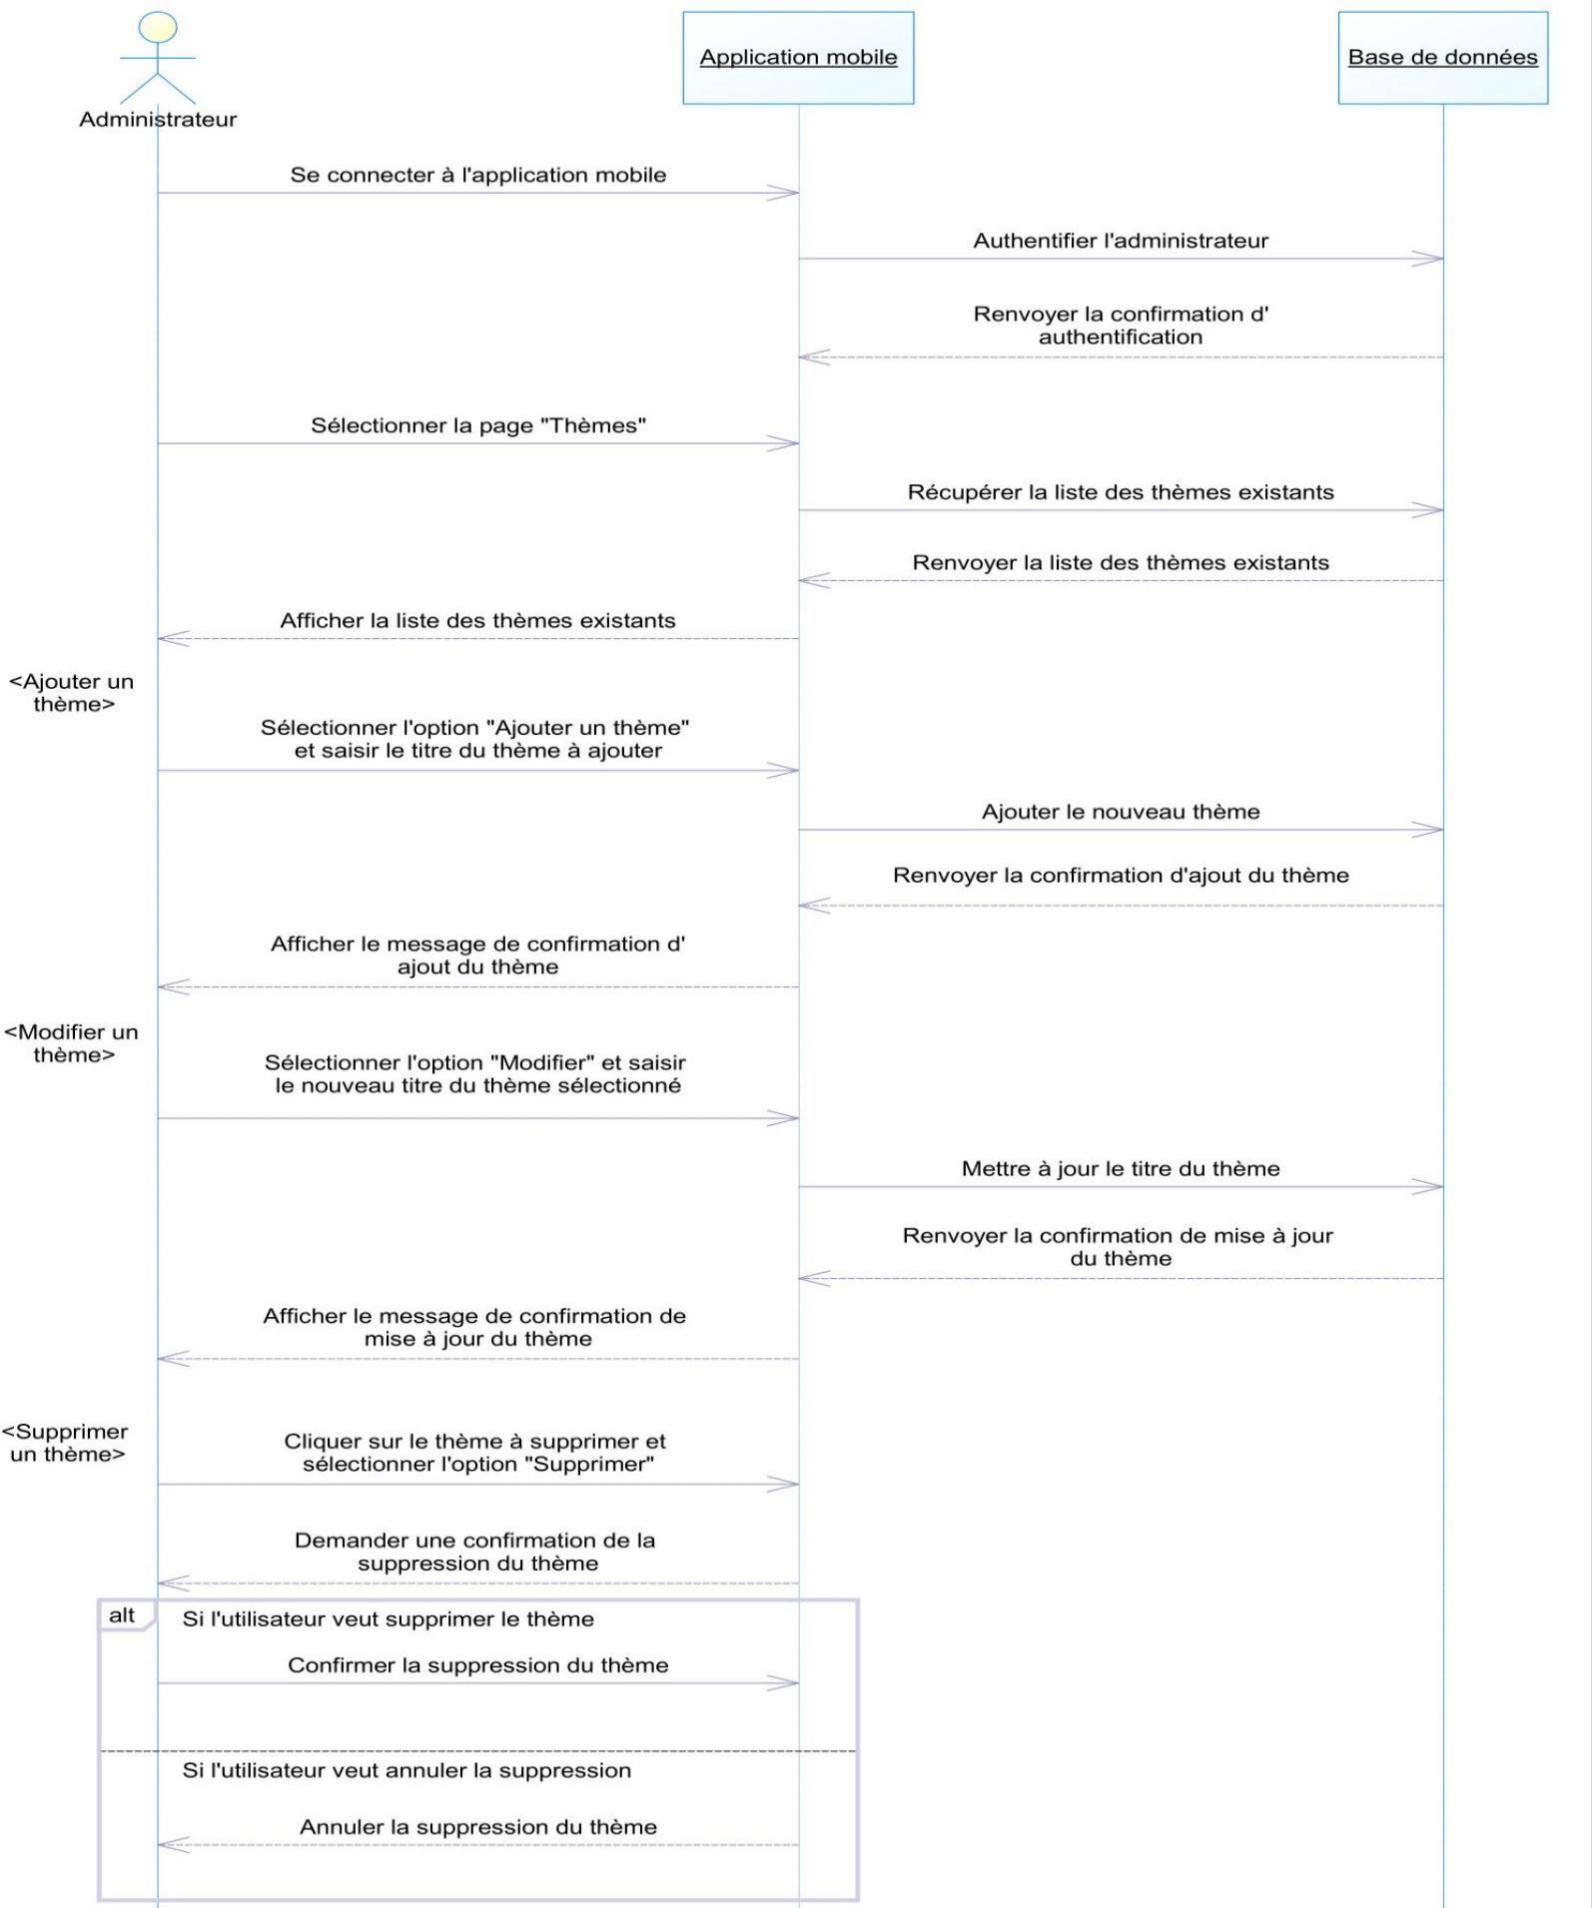 Application mobile
Base de données
Administrateur
Se connecter à l'application mobile
Authentifier l'administrateur
Renvoyer la confirmation d'
authentification
Sélectionner la page "Thèmes"
Récupérer la liste des thèmes existants
Renvoyer la liste des thèmes existants
Afficher la liste des thèmes existants
<Ajouter un
thème>
Sélectionner l'option "Ajouter un thème"
et saisir le titre du thème à ajouter
Ajouter le nouveau thème
Renvoyer la confirmation d'ajout du thème
Afficher le message de confirmation d'
ajout du thème
<Modifier un
thème>
Sélectionner l'option "Modifier" et saisir
le nouveau titre du thème sélectionné
Mettre à jour le titre du thème
Renvoyer la confirmation de mise à jour
du thème
Afficher le message de confirmation de
mise à jour du thème
<Supprimer
un thème>
Cliquer sur le thème à supprimer et
sélectionner l'option "Supprimer"
Demander une confirmation de la
suppression du thème
alt
Si l'utilisateur veut supprimer le thème
Confirmer la suppression du thème
Si l'utilisateur veut annuler la suppression
Annuler la suppression du thème